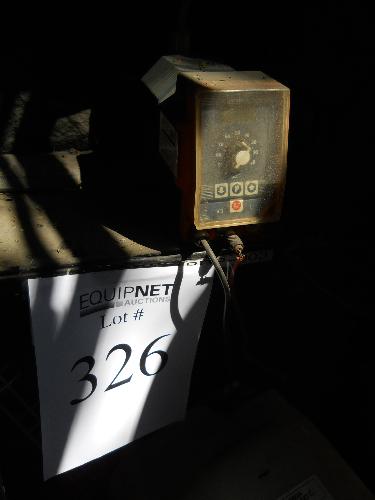 EQUIPNET
AUCTIONS
Lot #
326